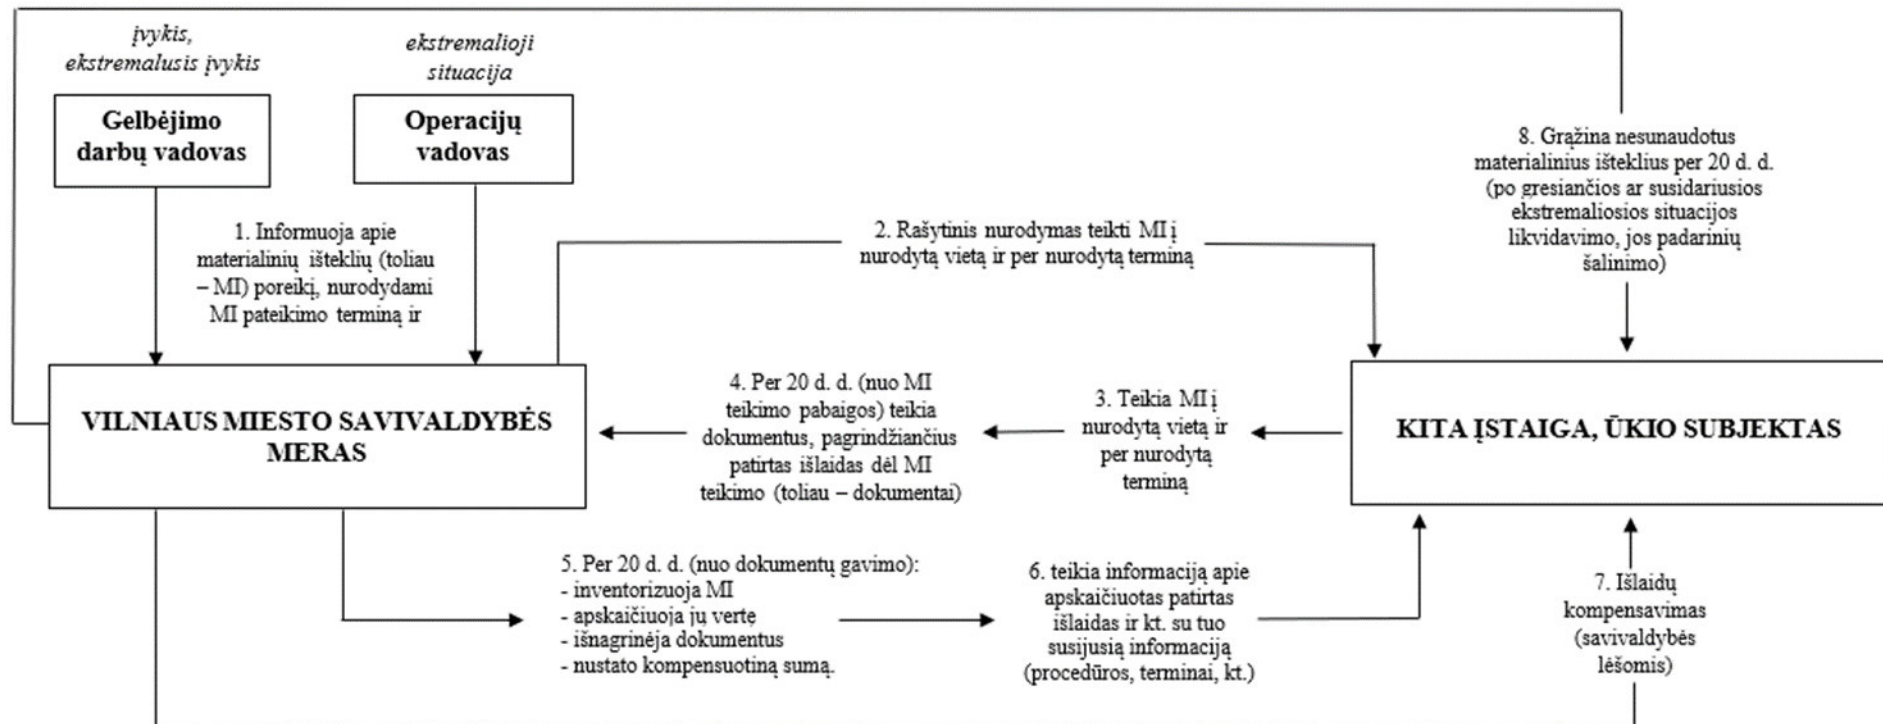 įvykis,
ekstremalusis įvykis
ekstremalioji
situacija
Gelbėjimo
darbų vadovas
Operacijų
vadovas
1. Informuoja apie
materialinių išteklių (toliau
– MI) poreikį, nurodydami
MI pateikimo terminą ir
2. Rašytinis nurodymas teikti MI į
nurodytą vietą ir per nurodytą terminą
8. Grąžina nesunaudotus
materialinius išteklius per 20 d. d.
(po gresiančios ar susidariusios
ekstremaliosios situacijos
likvidavimo, jos padarinių
šalinimo)
VILNIAUS MIESTO SAVIVALDYBĖS
MERAS
4. Per 20 d. d. (nuo MI
teikimo pabaigos) teikia
dokumentus, pagrindžiančius
patirtas išlaidas dėl MI
teikimo (toliau – dokumentai)
3. Teikia MI į
nurodytą vietą ir
per nurodytą
terminą
KITA ĮSTAIGA, ŪKIO SUBJEKTAS
5. Per 20 d. d. (nuo dokumentų gavimo):
- inventorizuoja MI
- apskaičiuoja jų vertę
- išnagrinėja dokumentus
- nustato kompensuotiną sumą.
6. teikia informaciją apie
apskaičiuotas patirtas
išlaidas ir kt. su tuo
susijusią informaciją
(procedūros, terminai, kt.)
7. Išlaidų
kompensavimas
(savivaldybės
lėšomis)